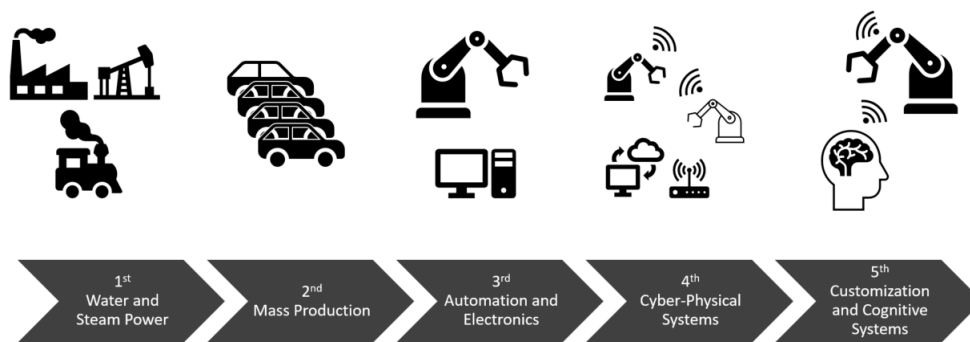 1st
Water and
Steam Power
2nd
Mass Production
3rd
Automation and
Electronics
4th
Cyber-Physical
Systems
5th
Customization
and Cognitive
Systems